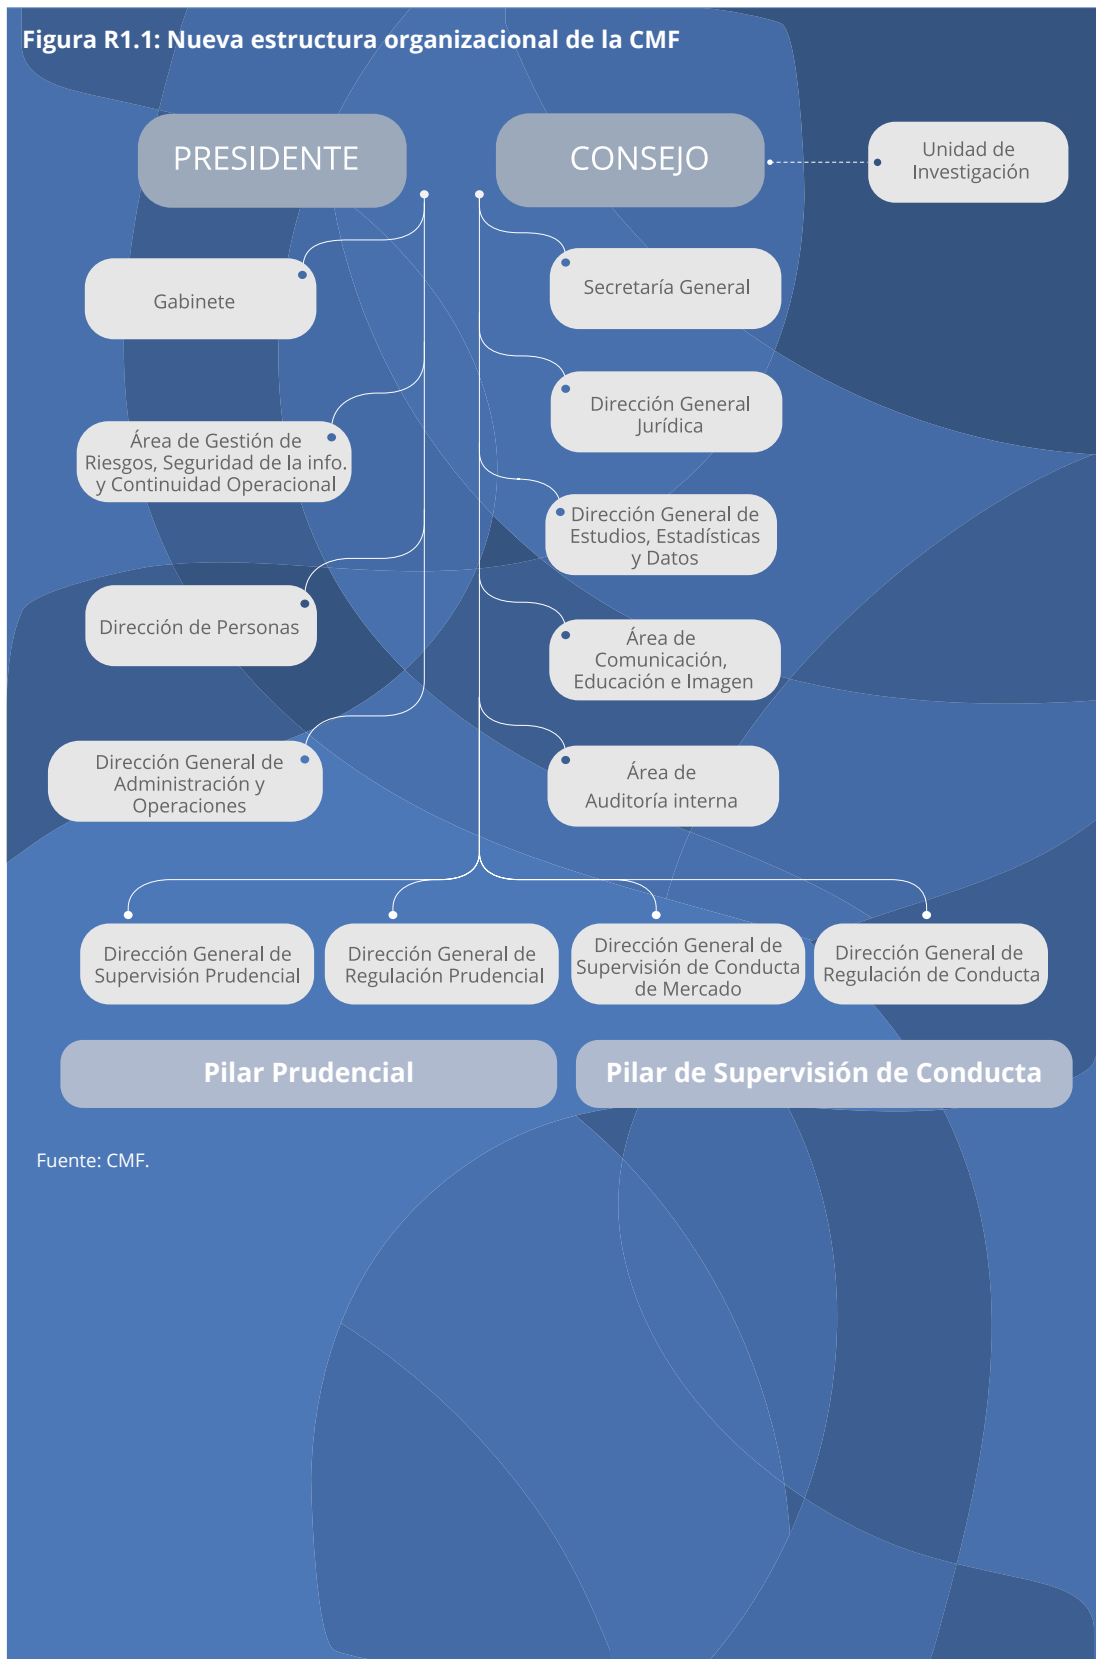 Figura R1.1: Nueva estructura organizacional de la CMF
PRESIDENTE
CONSEJO
Unidad de
Investigación
Gabinete
Secretaría General
Dirección General
Jurídica
Área de Gestión de
Riesgos, Seguridad de la info.
y Continuidad Operacional
Dirección General de
Estudios, Estadísticas
y Datos
Dirección de Personas
Área de
Comunicación,
Educación e Imagen
Dirección General de
Administración y
Operaciones
Área de
Auditoría interna
Dirección General de
Supervisión Prudencial
Dirección General de
Regulación Prudencial
Dirección General de
Supervisión de Conducta
de Mercado
Dirección General de
Regulación de Conducta
Pilar Prudencial
Pilar de Supervisión de Conducta
Fuente: CMF.